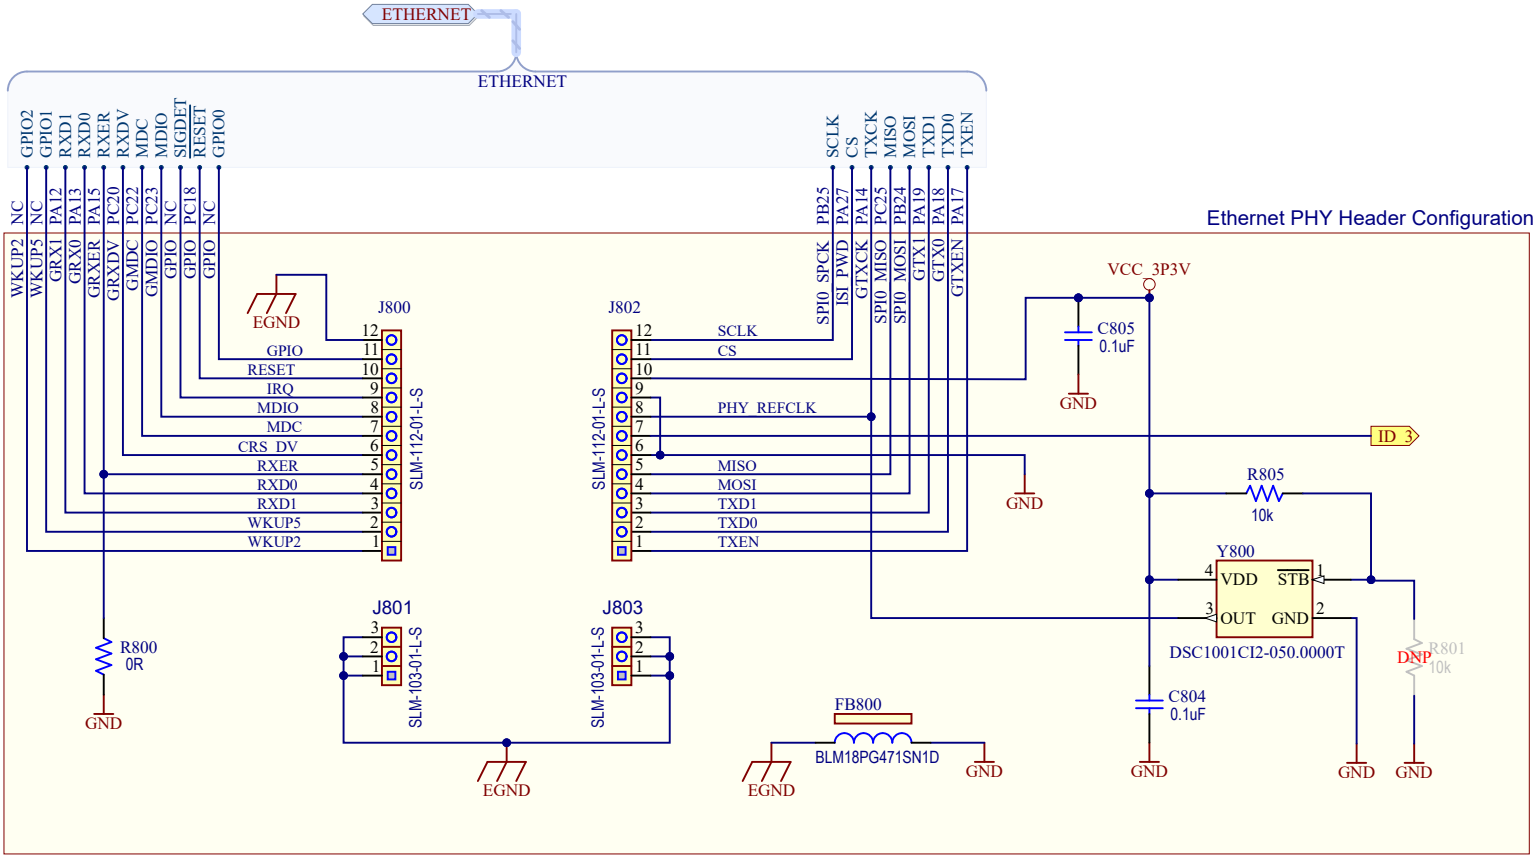 ETHERNET
ETHERNET
GPIO2
GPIO1
RXD1
RXD0
RXER
RXDV
MDC
MDIO
SIGDET
RESET
GPIO0
SCLK
CS
TXCK
MISO
MOSI
TXD1
TXD0
TXEN
NC
NC
PA12
PA13
PA15
PC20
PC22
PC23
NC
PC18
NC
PB25
PA27
PA14
PC25
PB24
PA19
PA18
PA17
Ethernet PHY Header Configuration
WKUP2
WKUP5
GRX1
GRX0
GRXER
GRXDV
GMDC
GMDIO
GPIO
GPIO
GPIO
SPI0_SPCK
ISI_PWD
GTXCK
SPI0_MISO
SPI0_MOSI
GTX1
GTX0
GTXEN
EGND
J800
12
11
10
9
8
7
6
5
4
3
2
1
GPIO
RESET
IRQ
MDIO
MDC
CRS_DV
RXER
RXD0
RXD1
WKUP5
WKUP2
SLM-112-01-L-S
J802
12
11
10
9
8
7
6
5
4
3
2
1
SCLK
CS
PHY_REFCLK
MISO
MOSI
TXD1
TXD0
TXEN
SLM-112-01-L-S
VCC_3P3V
C805
0.1uF
GND
ID_3
GND
R805
10k
Y800
4
VDD
STB
1
3
OUT
GND
2
DSC1001CI2-050.0000T
DNP
R801
10k
R800
0R
GND
J801
3
2
1
SLM-103-01-L-S
J803
3
2
1
SLM-103-01-L-S
EGND
FB800
BLM18PG471SN1D
EGND
GND
C804
0.1uF
GND
GND
GND